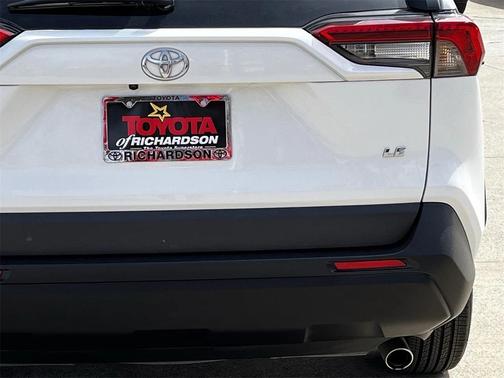 TOYOTA
TOYOTA
of RICHARDSON
The Toyota Superstore
RICHARDSON
LE